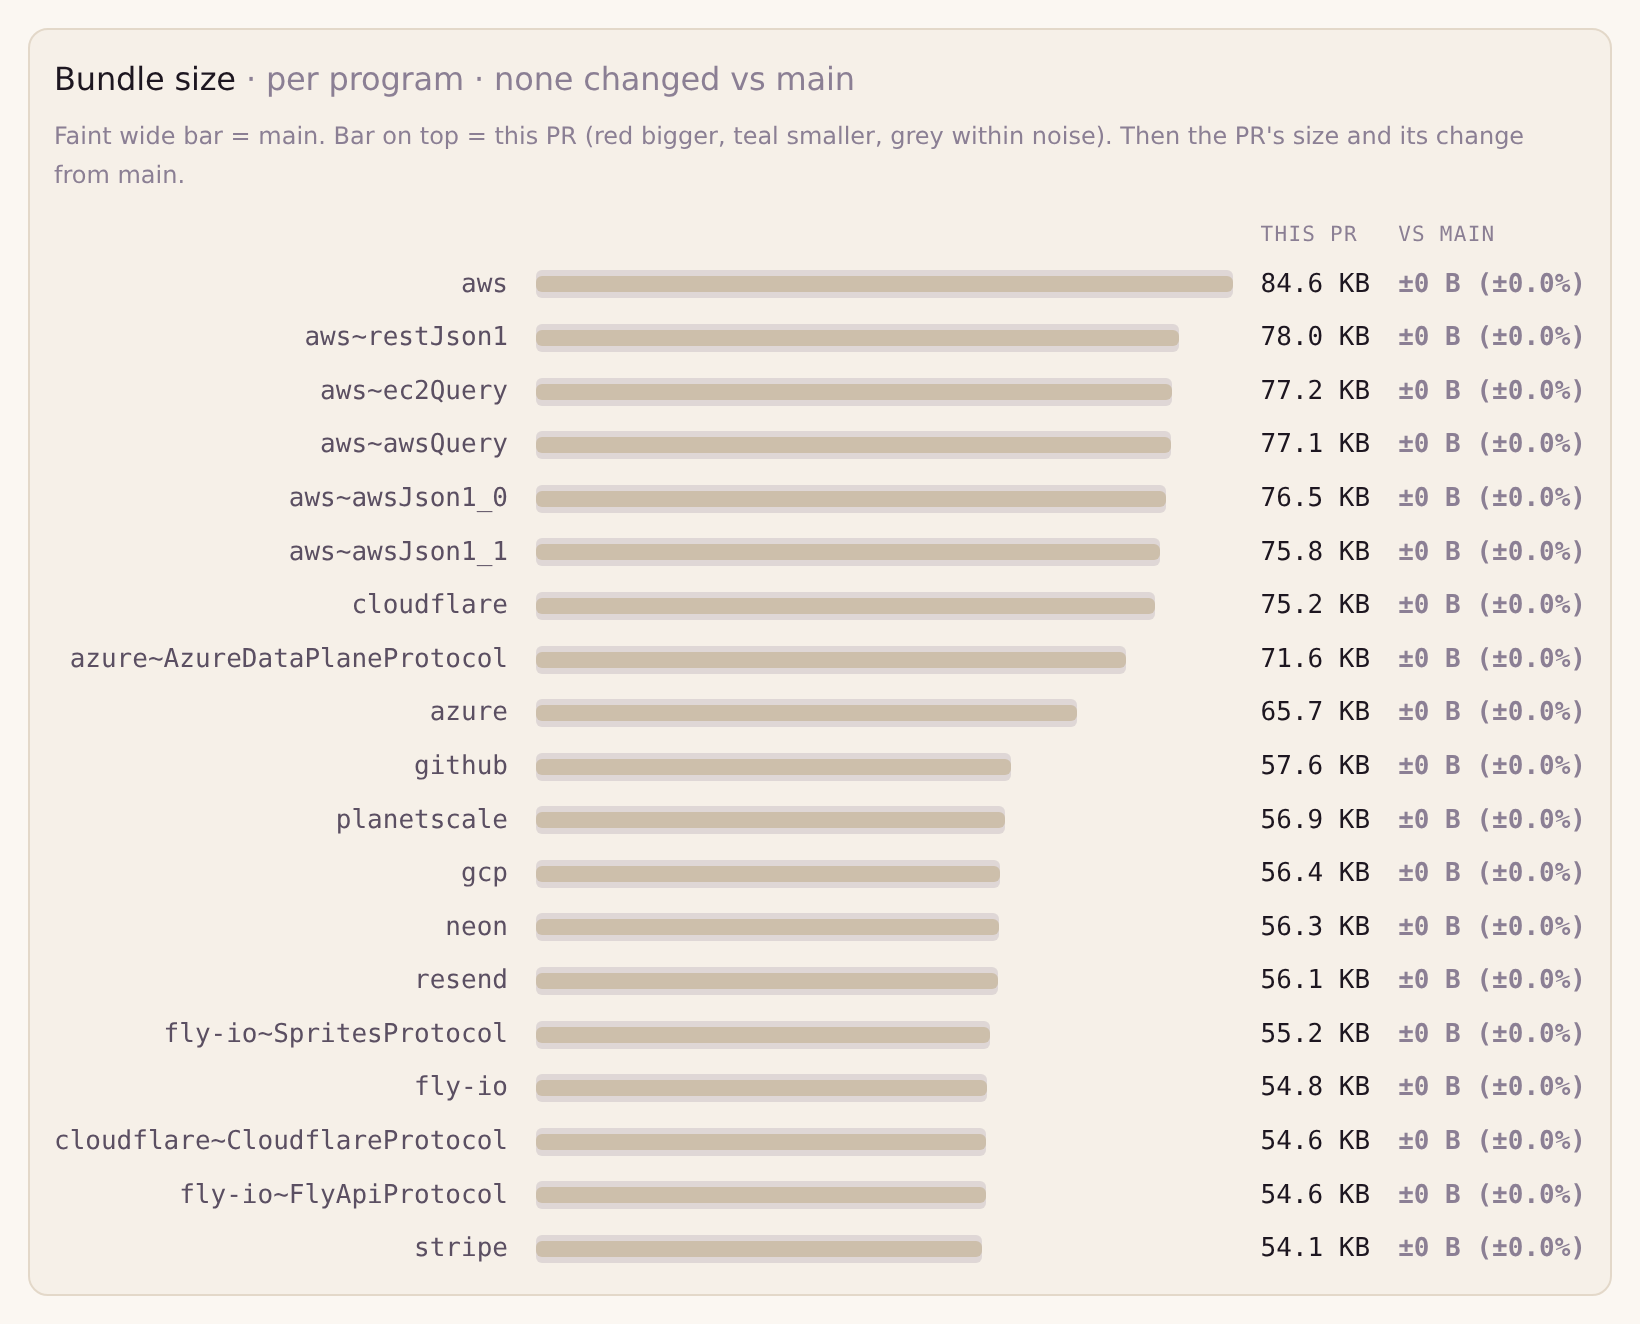 Bundle size · per program · none changed vs main
Faint wide bar = main. Bar on top = this PR (red bigger, teal smaller, grey within noise). Then the PR's size and its change
from main.
THIS PR VS MAIN
aws 84.6 KB ±0 B (±0.0%)
aws~restJson1 78.0 KB ±0 B (±0.0%)
aws~ec2Query 77.2 KB ±0 B (±0.0%)
aws~awsQuery 77.1 KB ±0 B (±0.0%)
aws~awsJson1_0 76.5 KB ±0 B (±0.0%)
aws~awsJson1_1 75.8 KB ±0 B (±0.0%)
cloudflare 75.2 KB ±0 B (±0.0%)
azure~AzureDataPlaneProtocol 71.6 KB ±0 B (±0.0%)
azure 65.7 KB ±0 B (±0.0%)
github 57.6 KB ±0 B (±0.0%)
planetscale 56.9 KB ±0 B (±0.0%)
gcp 56.4 KB ±0 B (±0.0%)
neon 56.3 KB ±0 B (±0.0%)
resend 56.1 KB ±0 B (±0.0%)
fly-io~SpritesProtocol 55.2 KB ±0 B (±0.0%)
fly-io 54.8 KB ±0 B (±0.0%)
cloudflare~CloudflareProtocol 54.6 KB ±0 B (±0.0%)
fly-io~FlyApiProtocol 54.6 KB ±0 B (±0.0%)
stripe 54.1 KB ±0 B (±0.0%)